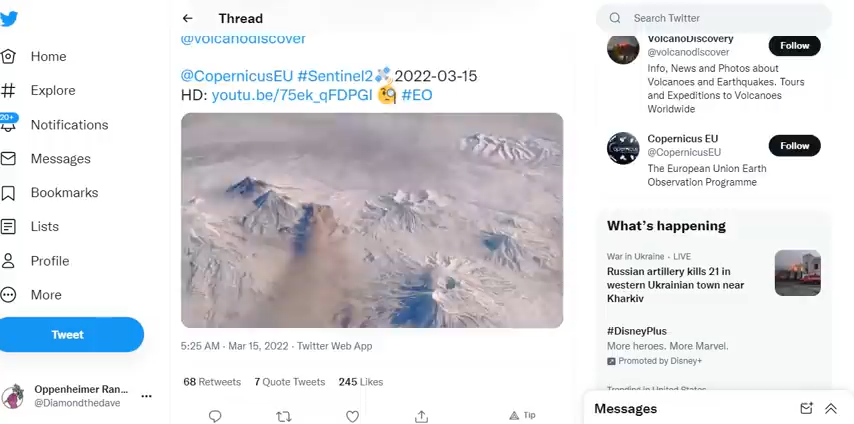 Thread
Search Twitter
Home
Explore
20+
Notifications
Messages
Bookmarks
Lists
Profile
More
Tweet
Oppenheimer Ran...
@Diamondthedave
@volcanodiscover
@CopernicusEU #Sentinel2🛰️2022-03-15
HD: youtu.be/75ek_qFDPGI 🧐 #EO
5:25 AM · Mar 15, 2022 · Twitter Web App
68 Retweets 7 Quote Tweets 245 Likes
Tip
VolcanoDiscovery
@volcanodiscover
Follow
Info, News and Photos about
Volcanoes and Earthquakes. Tours
and Expeditions to Volcanoes
Worldwide
Copernicus EU
@CopernicusEU
Follow
The European Union Earth
Observation Programme
What's happening
War in Ukraine · LIVE
Russian artillery kills 21 in
western Ukrainian town near
Kharkiv
#DisneyPlus
More heroes. More Marvel.
Promoted by Disney+
Trending in United States
Messages